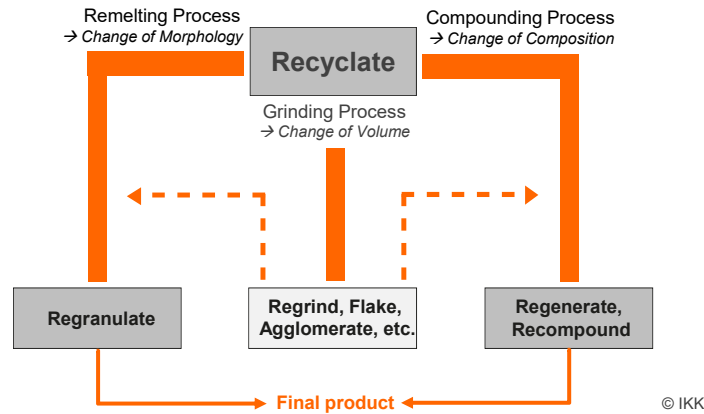 Remelting Process
→ Change of Morphology
Compounding Process
→ Change of Composition
Recyclate
Grinding Process
→ Change of Volume
Regranulate
Regrind, Flake,
Agglomerate, etc.
Regenerate,
Recompound
Final product
© IKK